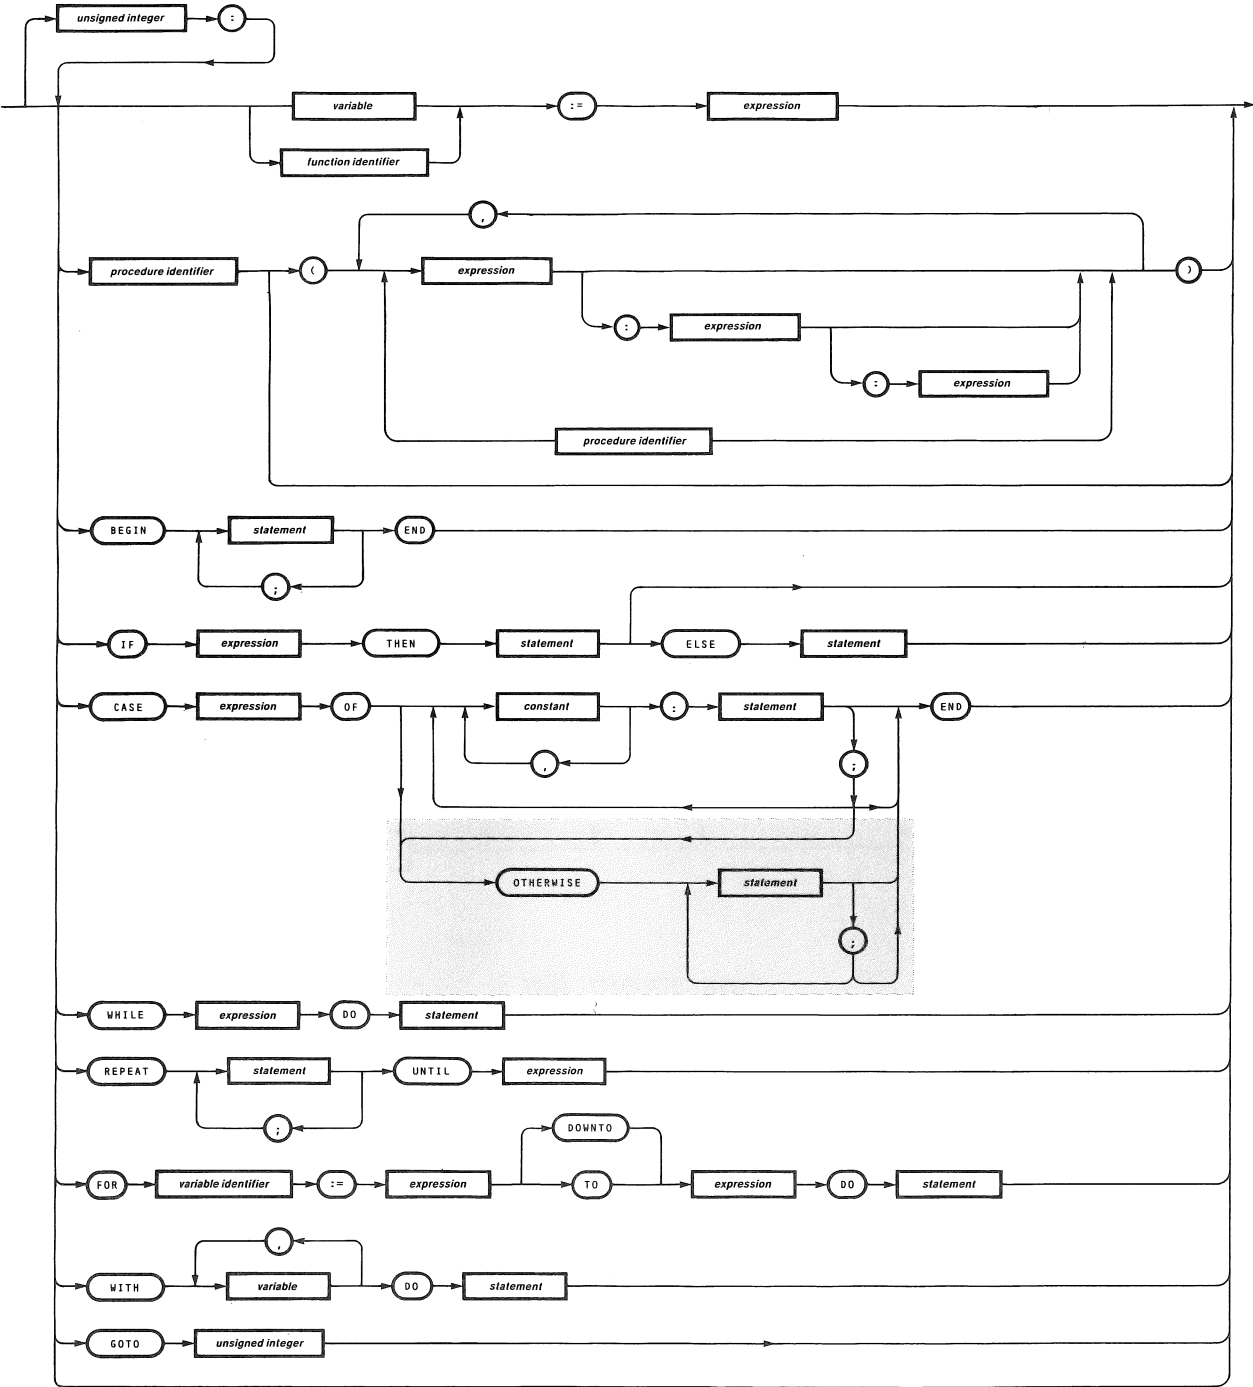 unsigned integer :
variable := expression
function identifier
,
procedure identifier ( expression )
: expression
: expression
procedure identifier
BEGIN statement END
;
IF expression THEN statement ELSE statement
CASE expression OF constant : statement END
, ;
OTHERWISE statement
;
WHILE expression DO statement
REPEAT statement UNTIL expression
;
DOWNTO
FOR variable identifier := expression TO expression DO statement
,
WITH variable DO statement
GOTO unsigned integer